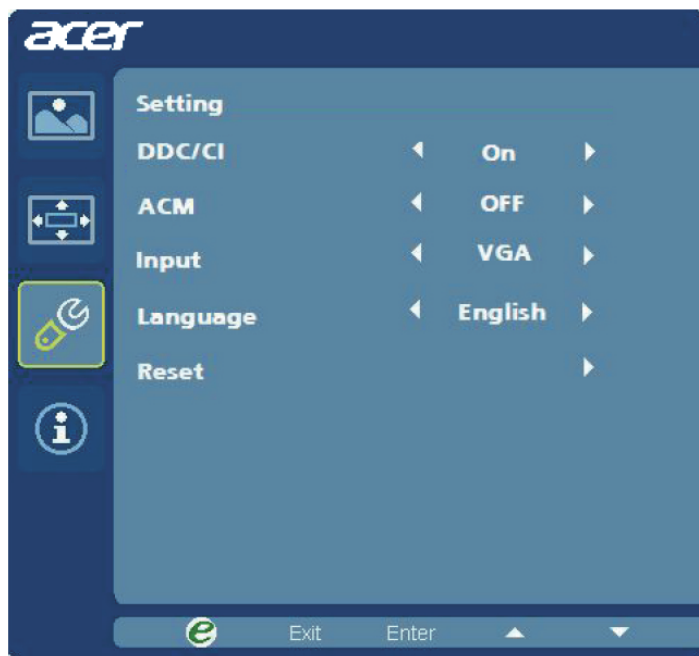 acer
Setting
DDC/CI On
ACM OFF
Input VGA
Language English
Reset
e Exit Enter